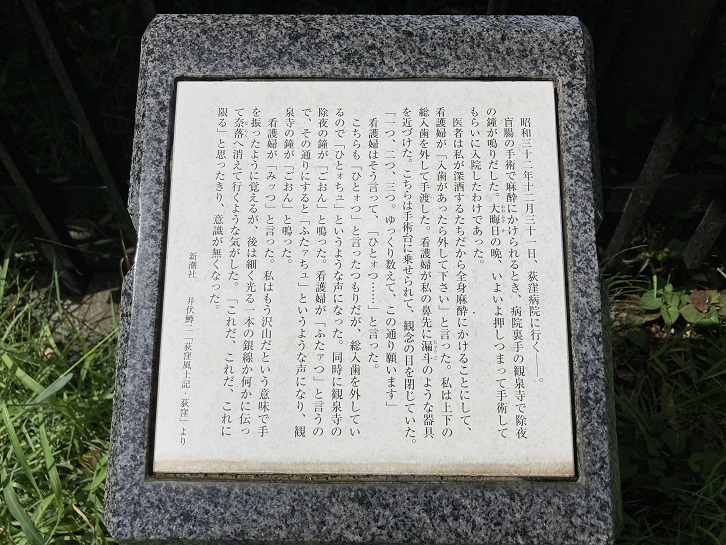 昭和三十二年十二月三十一日、荻窪病院に行く――。
盲腸の手術で麻酔にかけられるとき、病院裏手の観泉寺で除夜
の鐘が鳴りだした。大晦日の晩、いよいよ押しつまって手術して
もらいに入院したわけであった。
医者は私が深酒するたちだから全身麻酔にかけることにして、
看護婦が「入歯があったら外して下さい」と言った。私は上下の
総入歯を外して手渡した。看護婦が私の鼻先に漏斗のような器具
を近づけた。こちらは手術台に乗せられて、観念の目を閉じていた。
「一つ、二つ、三つ。ゆっくり数えて、この通り願います」
看護婦はそう言って、「ひとォつ……」と言った。
こちらも「ひとォつ」と言ったつもりだが、総入歯を外してい
るので「ひとォちュ」というような声になった。同時に観泉寺の
除夜の鐘が「ごおん」と鳴った。看護婦が「ふたァつ」と言うの
で、その通りにすると「ふたァちュ」というような声になり、観
泉寺の鐘が「ごおん」と鳴った。
看護婦が「みッつ」と言った。私はもう沢山だという意味で手
を振ったように覚えるが、後は細く光る一本の銀線か何かに伝っ
て奈落へ消えて行くような気がした。「これだ、これだ、これに
限る」と思ったきり、意識が無くなった。
新潮社　井伏鱒二「『荻窪風土記・荻窪』より